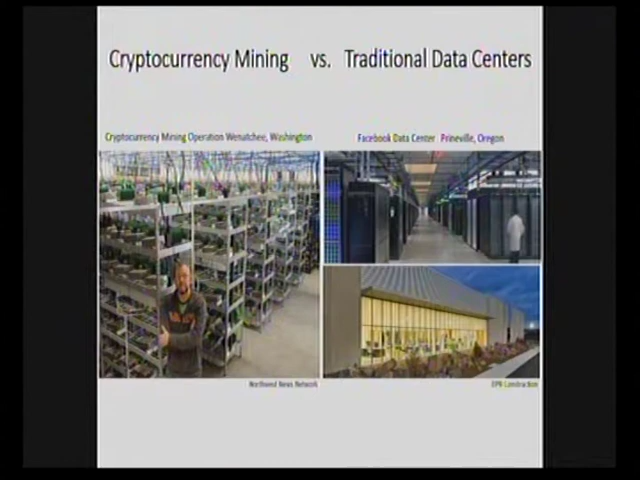 Cryptocurrency Mining vs. Traditional Data Centers
Cryptocurrency Mining Operation Wenatchee, Washington
Facebook Data Center Prineville, Oregon
Northwest News Network
Construction